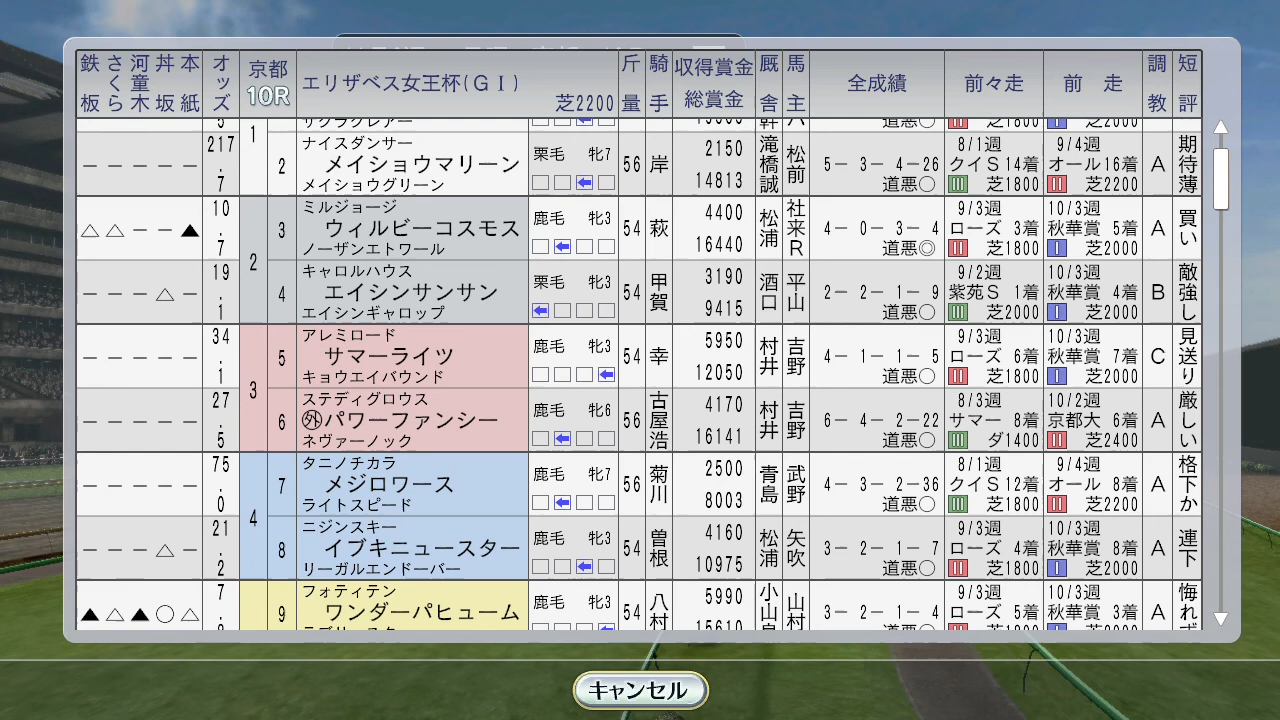 鉄板 さくら 河童木 丼坂 本紙 オッズ 京都10R エリザベス女王杯(GⅠ) 芝2200 斤量 騎手 収得賞金 総賞金 厩舎 馬主 全成績 前々走 前 走 調教 短評
1
217.7 2 ナイスダンサー
メイショウマリーン
メイショウグリーン
栗毛 牝7 56 岸 2150 14813 滝橋誠 松前
5- 3- 4-26 道悪○
8/1週 クイS 14着 Ⅲ 芝1800
9/4週 オール16着 Ⅱ 芝2200
A 期待薄
－－－－－
2
△△－－▲ 10.7 3 ミルジョージ
ウィルビーコスモス
ノーザンエトワール
鹿毛 牝3 54 萩 4400 16440 松浦 社来R
4- 0- 3- 4 道悪◎
9/3週 ローズ 3着 Ⅱ 芝1800
10/3週 秋華賞 5着 Ⅰ 芝2000
A 買い
－－－△－ 19.1 4 キャロルハウス
エイシンサンサン
エイシンギャロップ
栗毛 牝3 54 甲賀 3190 9415 酒口 平山
2- 2- 1- 9 道悪○
9/2週 紫苑S 1着 Ⅲ 芝2000
10/3週 秋華賞 4着 Ⅰ 芝2000
B 敵強し
3
－－－－－ 34.1 5 アレミロード
サマーライツ
キョウエイバウンド
鹿毛 牝3 54 幸 5950 12050 村井 吉野
4- 1- 1- 5 道悪○
9/3週 ローズ 6着 Ⅱ 芝1800
10/3週 秋華賞 7着 Ⅰ 芝2000
C 見送り
－－－－－ 27.5 6 ステディグロウス
外パワーファンシー
ネヴァーノック
鹿毛 牝6 56 古屋浩 4170 16141 村井 吉野
6- 4- 2-22 道悪○
8/3週 サマー 8着 Ⅲ ダ1400
10/2週 京都大 6着 Ⅱ 芝2400
A 厳しい
4
－－－－－ 75.0 7 タニノチカラ
メジロワース
ライトスピード
鹿毛 牝7 56 菊川 2500 8003 青島 武野
4- 3- 2-36 道悪○
8/1週 クイS 12着 Ⅲ 芝1800
9/4週 オール 8着 Ⅱ 芝2200
A 格下か
－－－△－ 21.2 8 ニジンスキー
イブキニュースター
リーガルエンドーバー
鹿毛 牝3 54 曽根 4160 10975 松浦 矢吹
3- 2- 1- 7 道悪○
9/3週 ローズ 4着 Ⅱ 芝1800
10/3週 秋華賞 8着 Ⅰ 芝2000
A 連下
▲△▲○△ 7 9 フォティテン
ワンダーパヒューム
鹿毛 牝3 54 八村 5990 小山 山村
3- 2- 1- 4
9/3週 ローズ 5着
10/3週 秋華賞 3着
A 悔れず
キャンセル